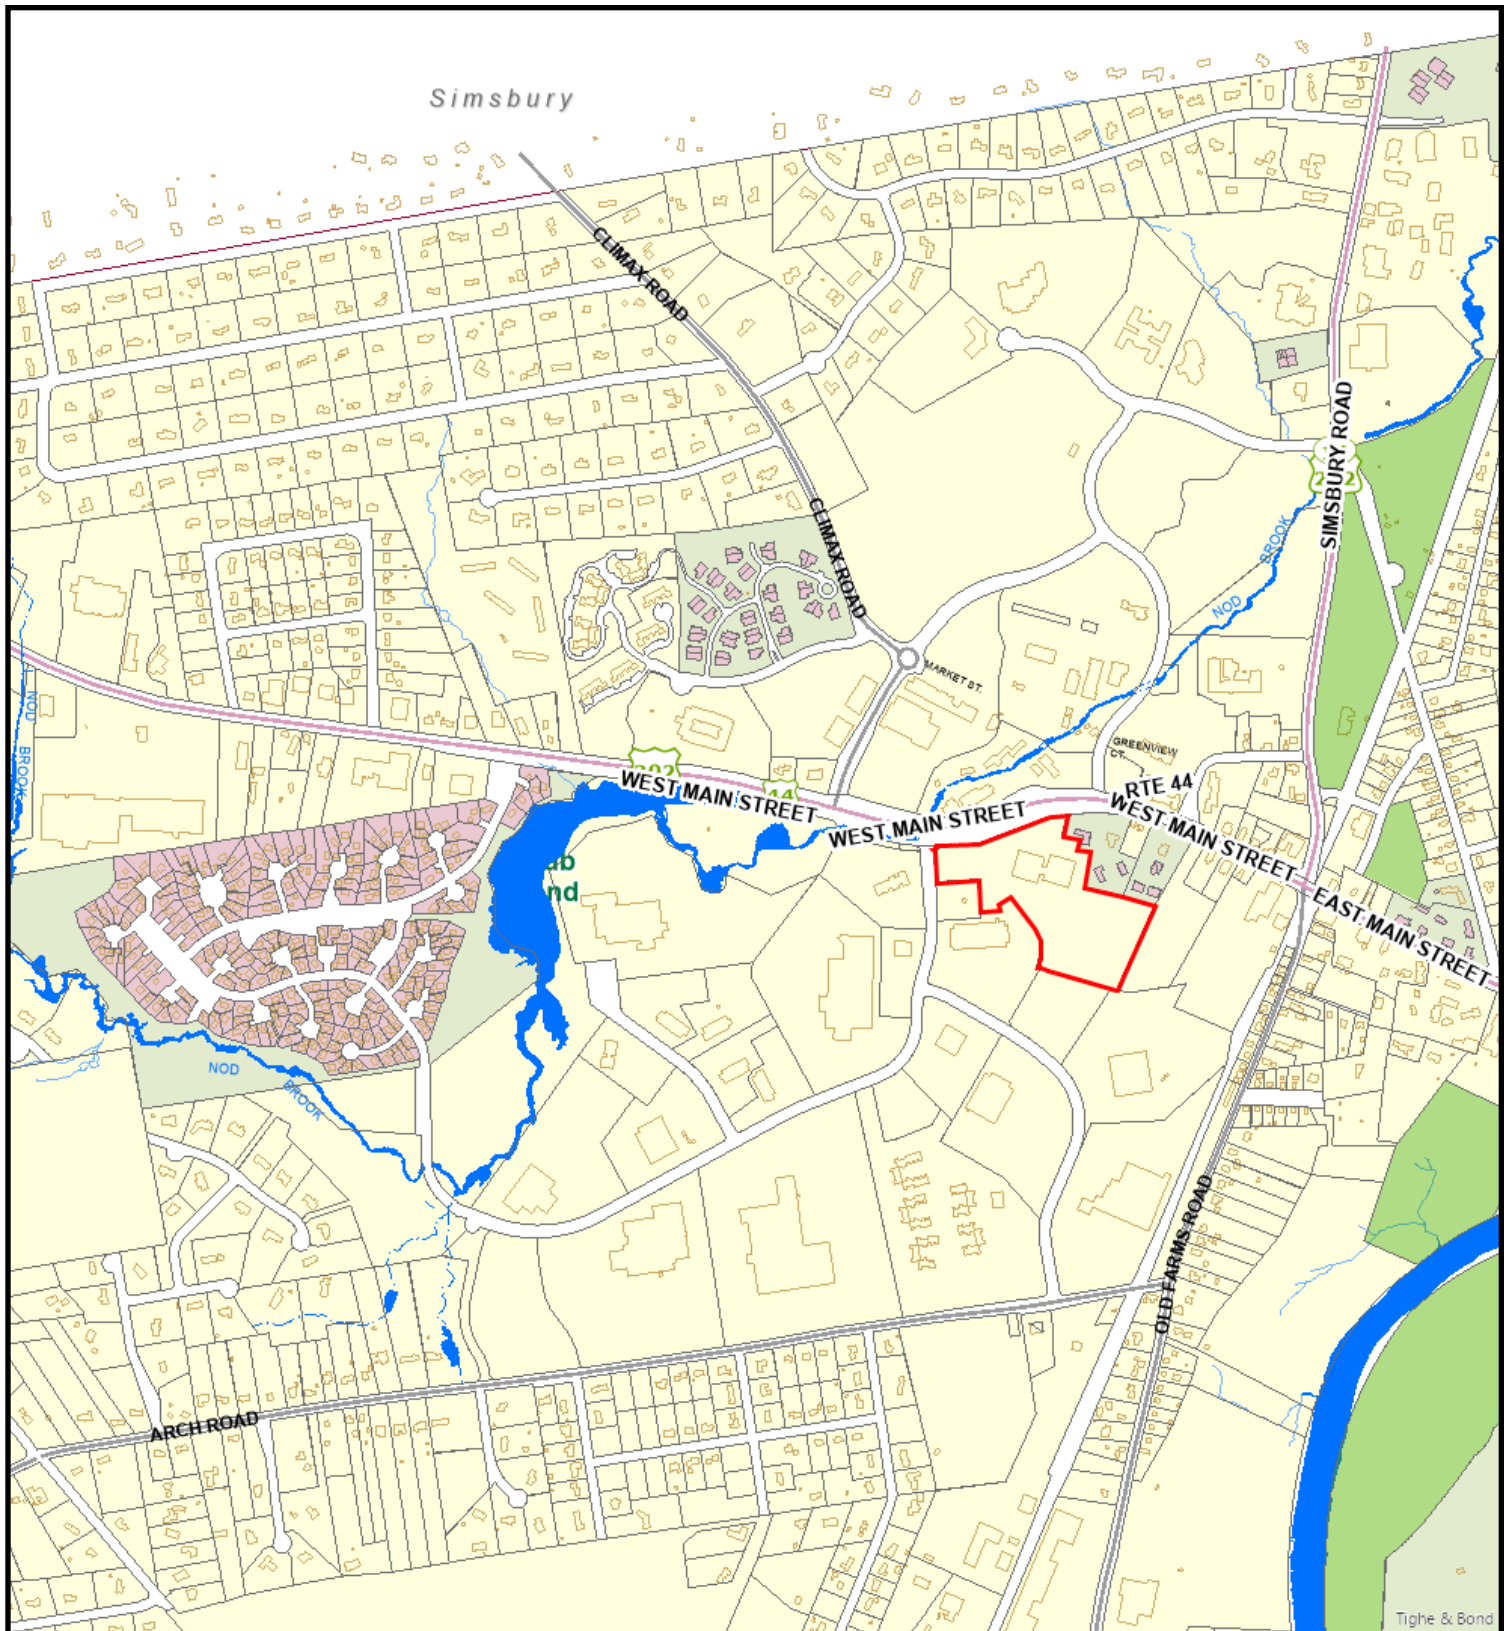 Simsbury
CLIMAX ROAD
SIMSBURY ROAD
CLIMAX ROAD
BROOK
NOD
MARKET ST.
NOD
BROOK
GREENVIEW
CT.
RTE 44
WEST MAIN STREET
44
WEST MAIN STREET
WEST MAIN STREET
EAST MAIN STREET
NOD
BROOK
OLD FARMS ROAD
ARCH ROAD
Tighe & Bond